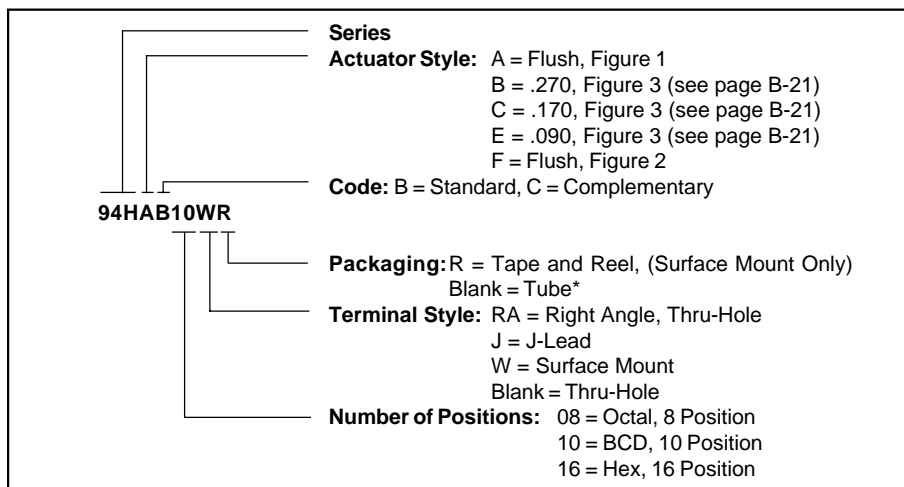 Series
Actuator Style: A = Flush, Figure 1
B = .270, Figure 3 (see page B-21)
C = .170, Figure 3 (see page B-21)
E = .090, Figure 3 (see page B-21)
F = Flush, Figure 2
Code: B = Standard, C = Complementary
94HAB10WR
Packaging: R = Tape and Reel, (Surface Mount Only)
Blank = Tube*
Terminal Style: RA = Right Angle, Thru-Hole
J = J-Lead
W = Surface Mount
Blank = Thru-Hole
Number of Positions: 08 = Octal, 8 Position
10 = BCD, 10 Position
16 = Hex, 16 Position